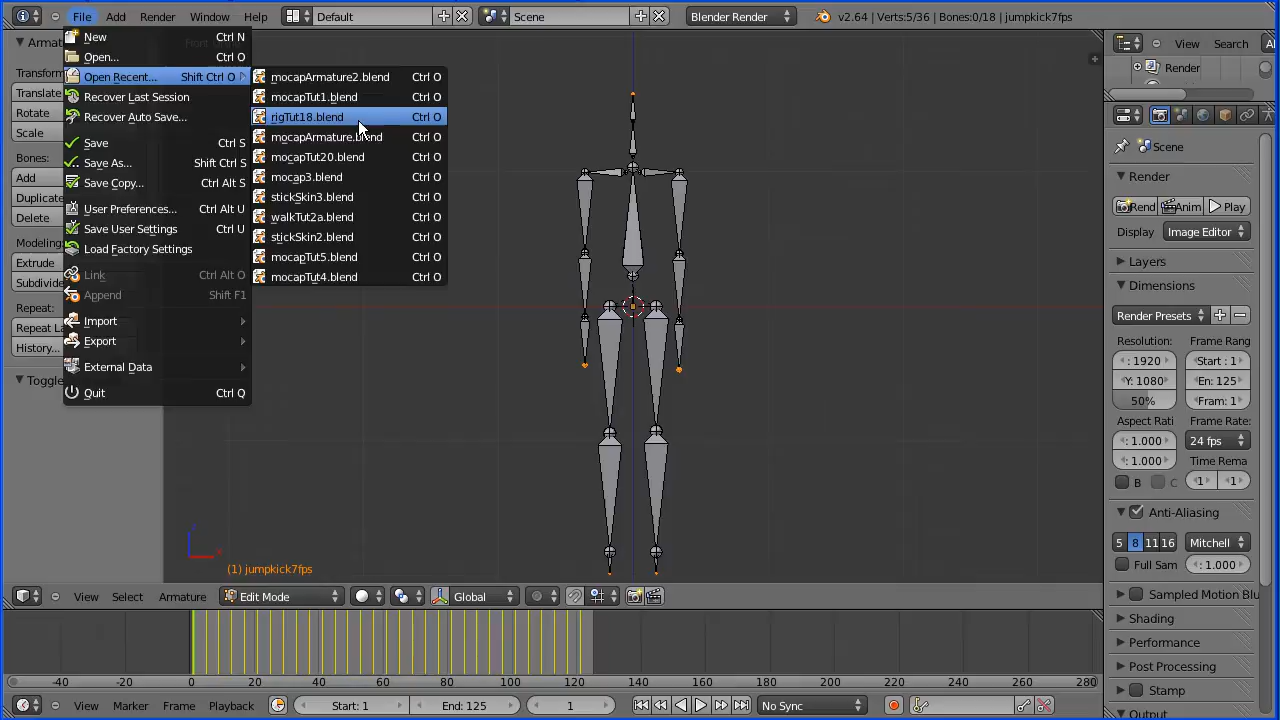 File Add Render Window Help Default Scene Blender Render v2.64 | Verts:5/36 | Bones:0/18 | jumpkick7fps
New Ctrl N
Open... Ctrl O
Open Recent... Shift Ctrl O
Recover Last Session
Recover Auto Save...
Save Ctrl S
Save As... Shift Ctrl S
Save Copy... Ctrl Alt S
User Preferences... Ctrl Alt U
Save User Settings Ctrl U
Load Factory Settings
Link Ctrl Alt O
Append Shift F1
Import
Export
External Data
Quit Ctrl Q
mocapArmature2.blend Ctrl O
mocapTut1.blend Ctrl O
rigTut18.blend Ctrl O
mocapArmature.blend Ctrl O
mocapTut20.blend Ctrl O
mocap3.blend Ctrl O
stickSkin3.blend Ctrl O
walkTut2a.blend Ctrl O
stickSkin2.blend Ctrl O
mocapTut5.blend Ctrl O
mocapTut4.blend Ctrl O
Armat
Transform
Translate
Rotate
Scale
Bones:
Add
Duplicate
Delete
Modeling
Extrude
Subdivide
Repeat:
Repeat La
History...
Toggle
(1) jumpkick7fps
View Select Armature Edit Mode Global
-40 -20 0 20 40 60 80 100 120 140 160 180 200 220 240 260 280
View Marker Frame Playback Start: 1 End: 125 1 No Sync
View Search Al
Render
Scene
Render
Rend Anim Play
Display Image Editor
Layers
Dimensions
Render Presets
Resolution: Frame Rang
: 1920 Start : 1
Y: 1080 En: 125
50% Fram: 1
Aspect Rati Frame Rate:
: 1.000 24 fps
: 1.000 Time Rema
B C : 1 :1
Anti-Aliasing
5 8 11 16 Mitchell
Full Sam : 1.000
Sampled Motion Blu
Shading
Performance
Post Processing
Stamp
Output